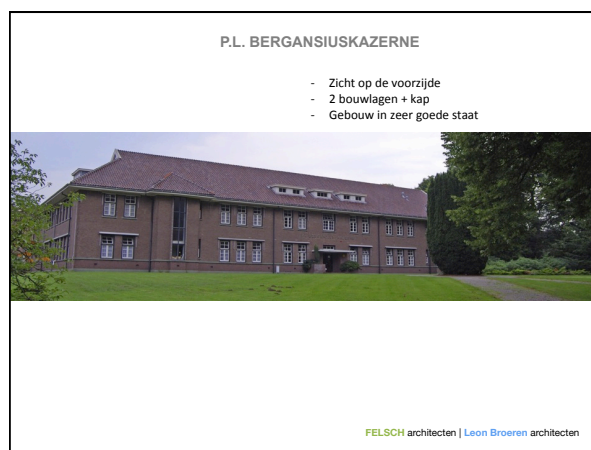 P.L. BERGANSIUSKAZERNE
- Zicht op de voorzijde
- 2 bouwlagen + kap
- Gebouw in zeer goede staat
FELSCH architecten | Leon Broeren architecten